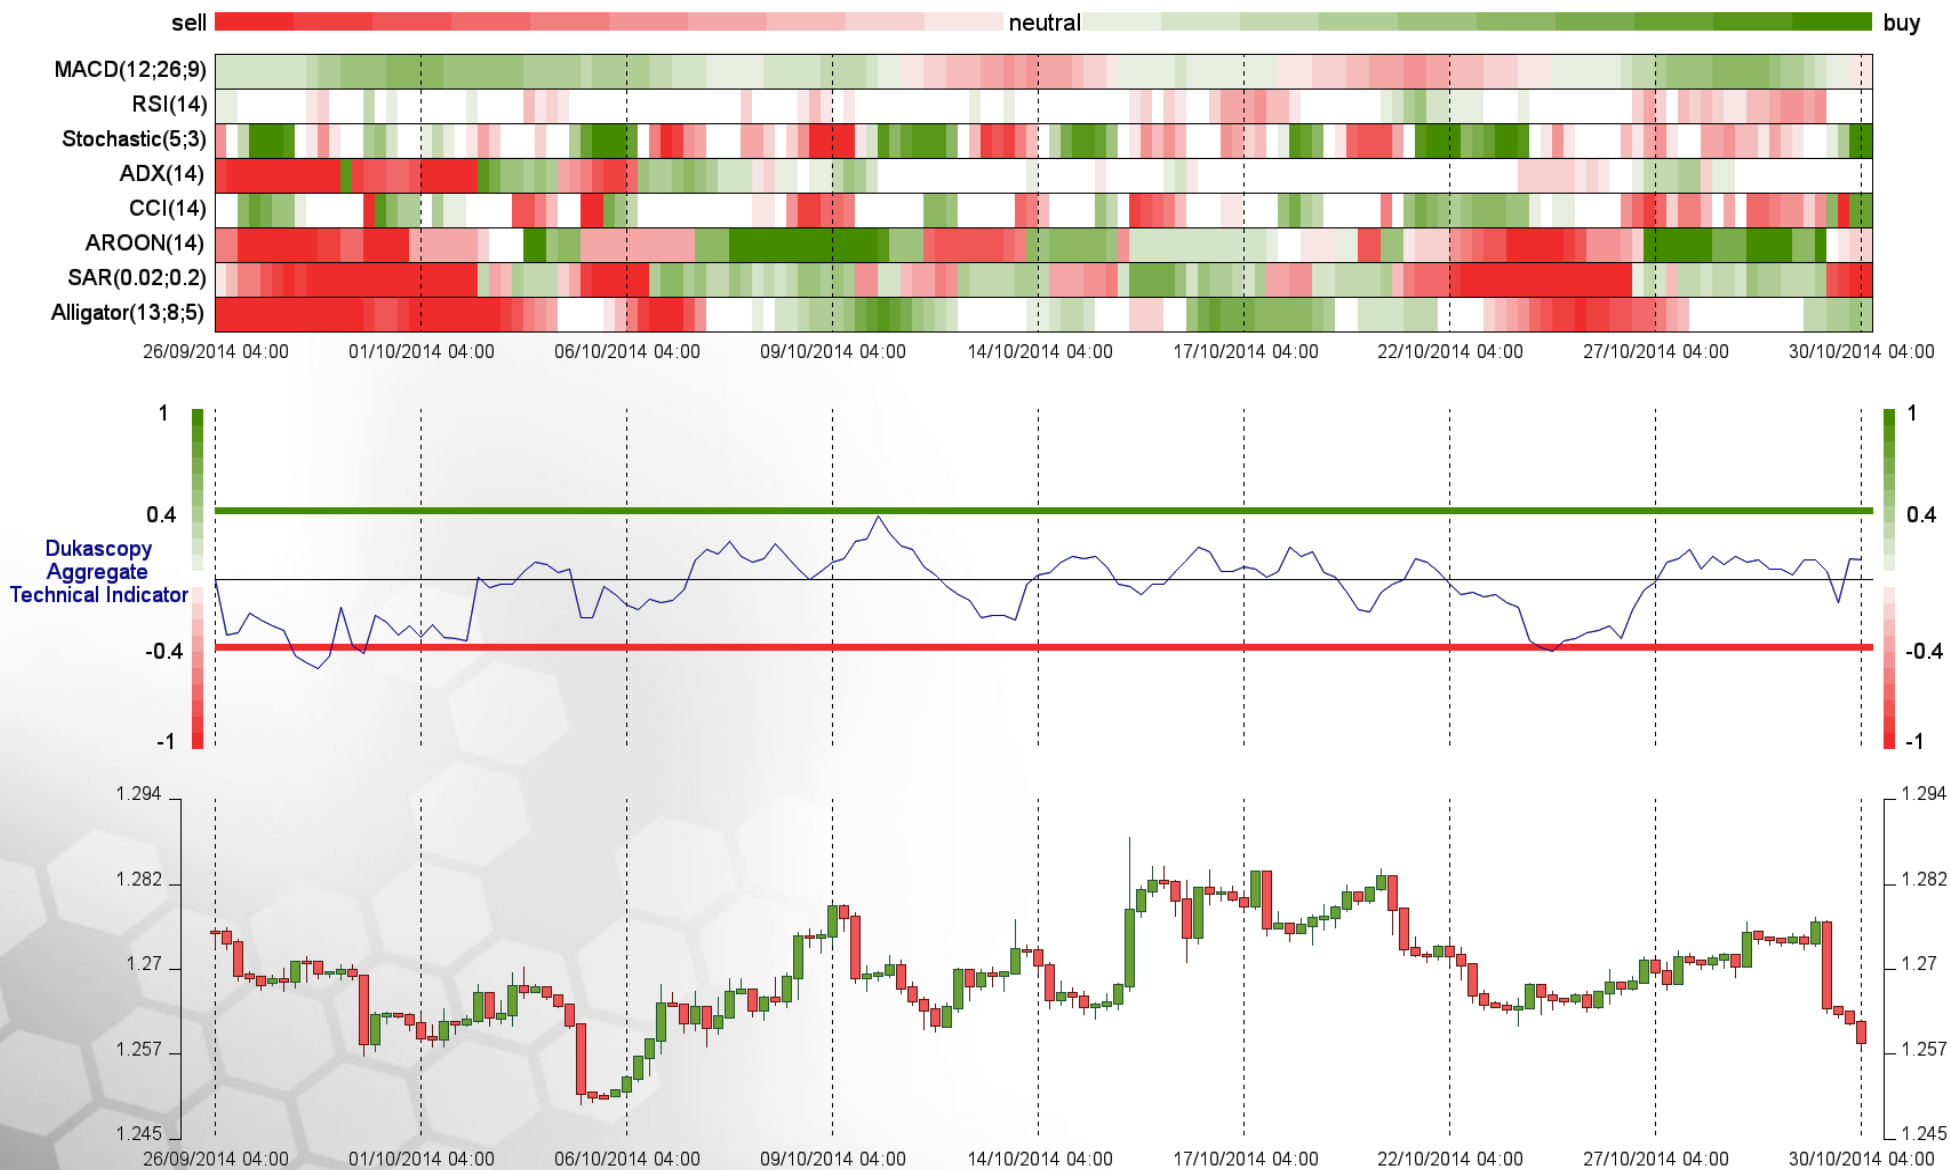 sell neutral buy
MACD(12;26;9)
RSI(14)
Stochastic(5;3)
ADX(14)
CCI(14)
AROON(14)
SAR(0.02;0.2)
Alligator(13;8;5)
26/09/2014 04:00 01/10/2014 04:00 06/10/2014 04:00 09/10/2014 04:00 14/10/2014 04:00 17/10/2014 04:00 22/10/2014 04:00 27/10/2014 04:00 30/10/2014 04:00
1 1
0.4 0.4
Dukascopy
Aggregate
Technical Indicator
-0.4 -0.4
-1 -1
1.294 1.294
1.282 1.282
1.27 1.27
1.257 1.257
1.245 1.245
26/09/2014 04:00 01/10/2014 04:00 06/10/2014 04:00 09/10/2014 04:00 14/10/2014 04:00 17/10/2014 04:00 22/10/2014 04:00 27/10/2014 04:00 30/10/2014 04:00